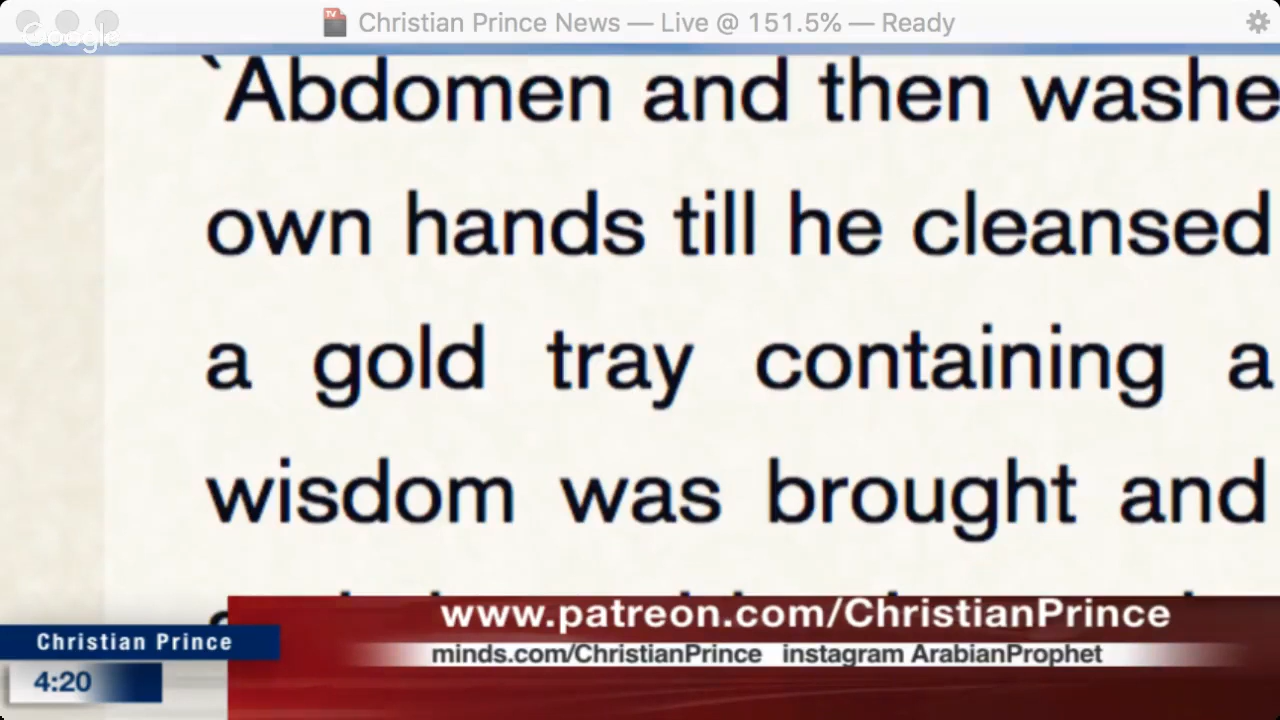 Christian Prince News — Live @ 151.5% — Ready
Google
`Abdomen and then washe
own hands till he cleansed
a gold tray containing a
wisdom was brought and
www.patreon.com/ChristianPrince
Christian Prince
minds.com/ChristianPrince instagram ArabianProphet
4:20